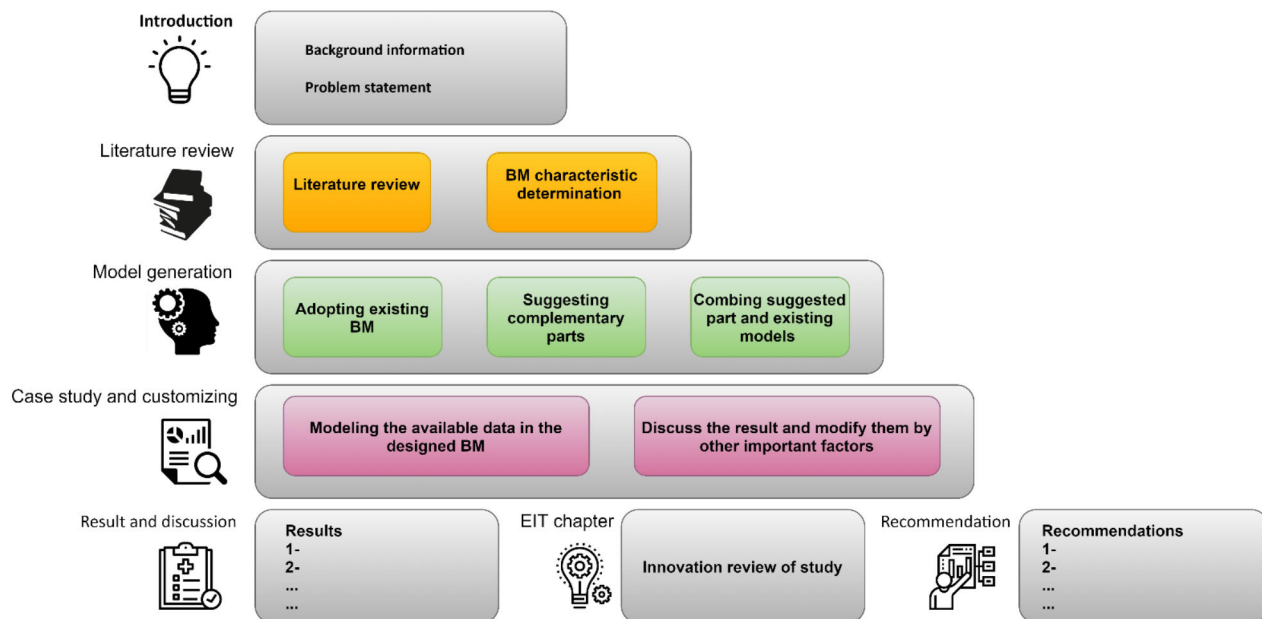 Introduction
Background information
Problem statement
Literature review
Literature review
BM characteristic
determination
Model generation
Adopting existing
BM
Suggesting
complementary
parts
Combing suggested
part and existing
models
Case study and customizing
Modeling the available data in the
designed BM
Discuss the result and modify them by
other important factors
Result and discussion
Results
1-
2-
...
...
EIT chapter
Innovation review of study
Recommendation
Recommendations
1-
2-
...
...